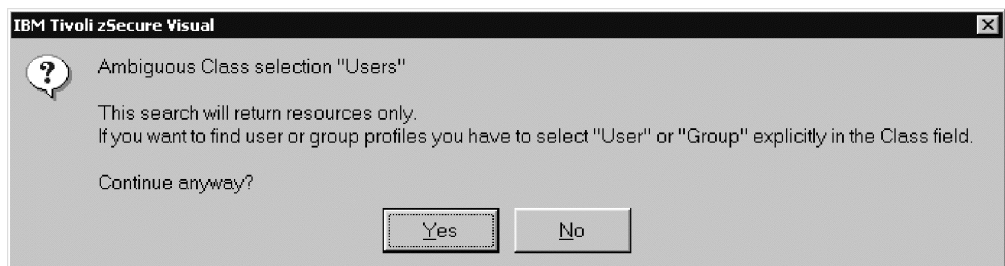 IBM Tivoli zSecure Visual
Ambiguous Class selection "Users"
This search will return resources only.
If you want to find user or group profiles you have to select "User" or "Group" explicitly in the Class field.
Continue anyway?
Yes No